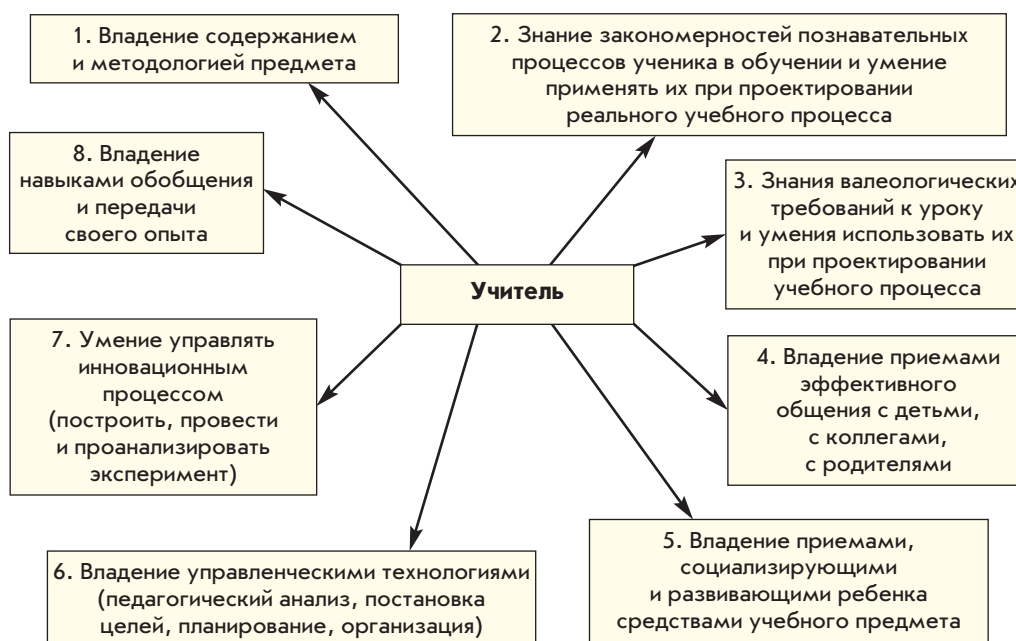 1. Владение содержанием
и методологией предмета
2. Знание закономерностей познавательных
процессов ученика в обучении и умение
применять их при проектировании
реального учебного процесса
8. Владение
навыками обобщения
и передачи
своего опыта
3. Знания валеологических
требований к уроку
и умения использовать их
при проектировании
учебного процесса
Учитель
7. Умение управлять
инновационным
процессом
(построить, провести
и проанализировать
эксперимент)
4. Владение приемами
эффективного
общения с детьми,
с коллегами,
с родителями
6. Владение управленческими технологиями
(педагогический анализ, постановка
целей, планирование, организация)
5. Владение приемами,
социализирующими
и развивающими ребенка
средствами учебного предмета